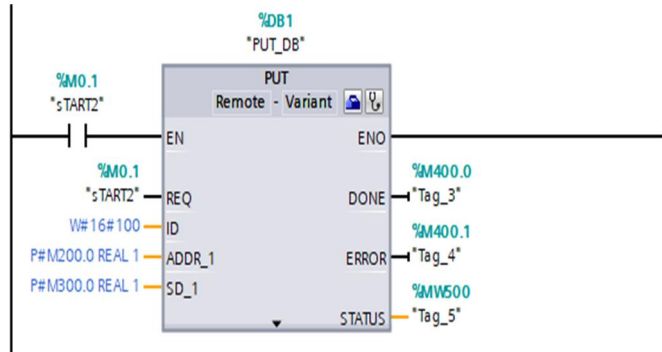 %DB1
"PUT_DB"
%M0.1
"sTART2"
PUT
Remote - Variant
EN
ENO
%M0.1
"sTART2"
REQ
%M400.0
DONE
"Tag_3"
W#16#100
ID
%M400.1
P#M200.0 REAL 1
ADDR_1
ERROR
"Tag_4"
P#M300.0 REAL 1
SD_1
%MW500
STATUS
"Tag_5"